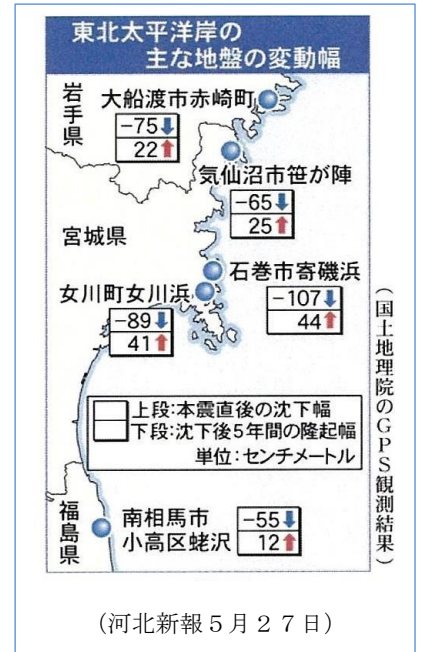 東北太平洋岸の
主な地盤の変動幅
岩手県
大船渡市赤崎町
-75⬇
22⬆
気仙沼市笹が陣
-65⬇
25⬆
宮城県
石巻市寄磯浜
-107⬇
44⬆
女川町女川浜
-89⬇
41⬆
上段:本震直後の沈下幅
下段:沈下後5年間の隆起幅
単位:センチメートル
福島県
南相馬市
小高区蛯沢
-55⬇
12⬆
(国土地理院のGPS観測結果)
(河北新報5月27日)